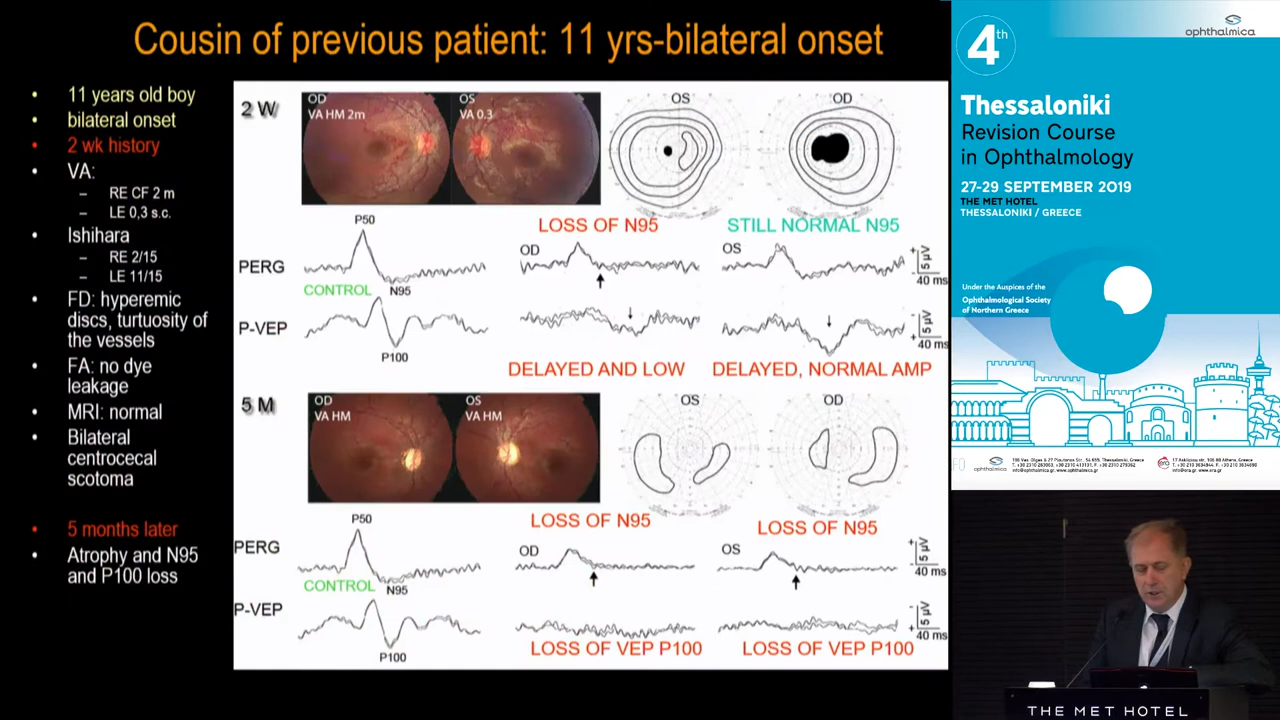 Cousin of previous patient: 11 yrs-bilateral onset
• 11 years old boy
• bilateral onset
• 2 wk history
• VA:
– RE CF 2 m
– LE 0,3 s.c.
• Ishihara
– RE 2/15
– LE 11/15
• FD: hyperemic
discs, turtuosity of
the vessels
• FA: no dye
leakage
• MRI: normal
• Bilateral
centrocecal
scotoma
• 5 months later
• Atrophy and N95
and P100 loss
2 W
OD
VA HM 2m
OS
VA 0.3
OS
OD
P50
LOSS OF N95
STILL NORMAL N95
PERG
OD
OS
+
5 µV
-
40 ms
CONTROL
N95
P-VEP
-
5 µV
+
40 ms
P100
DELAYED AND LOW
DELAYED, NORMAL AMP
5 M
OD
VA HM
OS
VA HM
OS
OD
P50
LOSS OF N95
LOSS OF N95
PERG
OD
OS
+
5 µV
-
40 ms
CONTROL
N95
P-VEP
-
5 µV
+
40 ms
P100
LOSS OF VEP P100
LOSS OF VEP P100
ophthalmica
4th
Thessaloniki
Revision Course
in Ophthalmology
27-29 SEPTEMBER 2019
THE MET HOTEL
THESSALONIKI / GREECE
Under the Auspices of the
Ophthalmological Society
of Northern Greece
ophthalmica
THE MET HOTEL